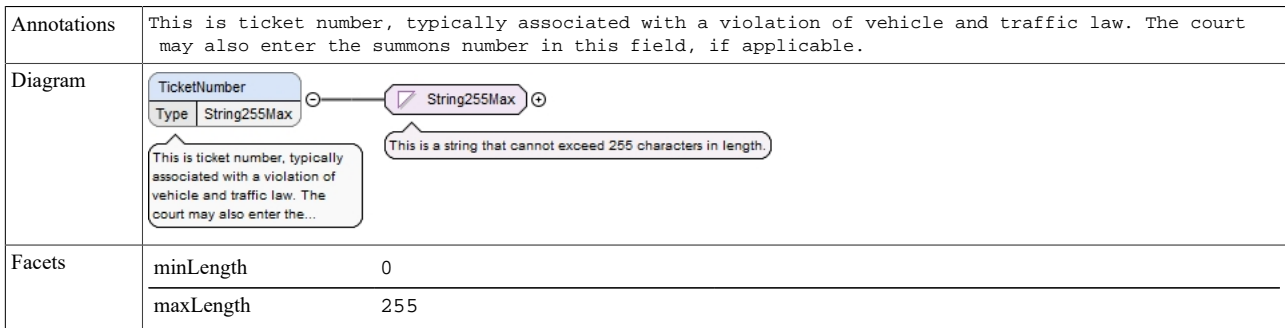 Annotations
This is ticket number, typically associated with a violation of vehicle and traffic law. The court
may also enter the summons number in this field, if applicable.
Diagram
TicketNumber
Type String255Max
String255Max
This is ticket number, typically
associated with a violation of
vehicle and traffic law. The
court may also enter the...
This is a string that cannot exceed 255 characters in length.
Facets
minLength 0
maxLength 255